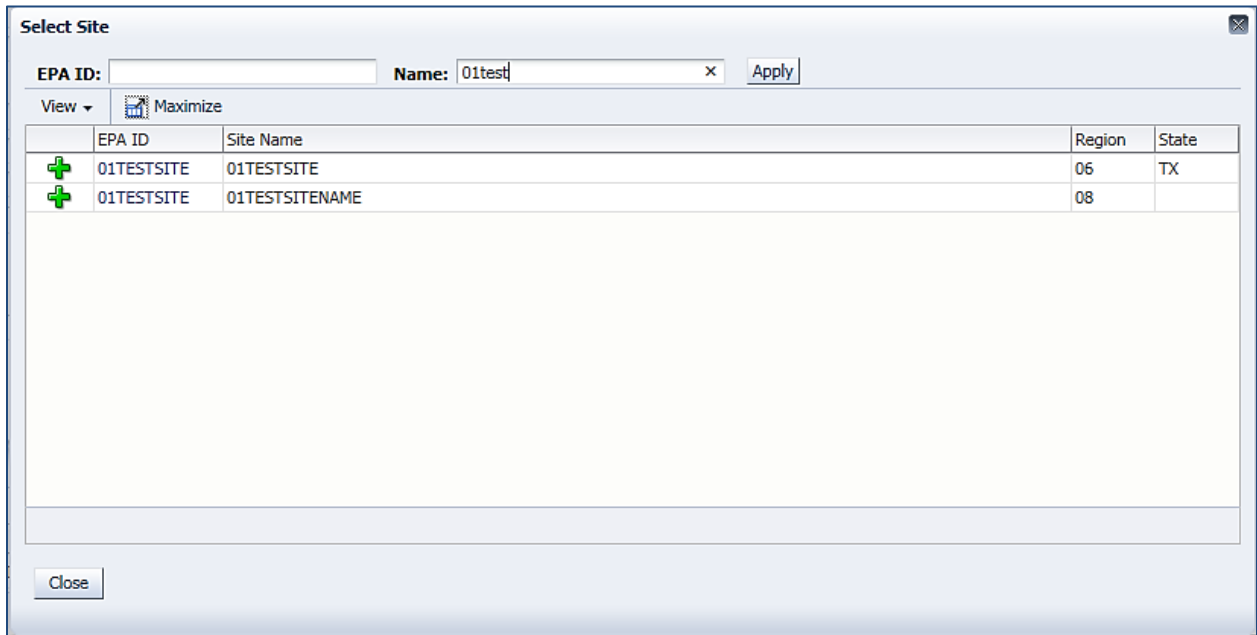 Select Site
EPA ID: Name: 01test × Apply
View Maximize
EPA ID Site Name Region State
01TESTSITE 01TESTSITE 06 TX
01TESTSITE 01TESTSITENAME 08
Close